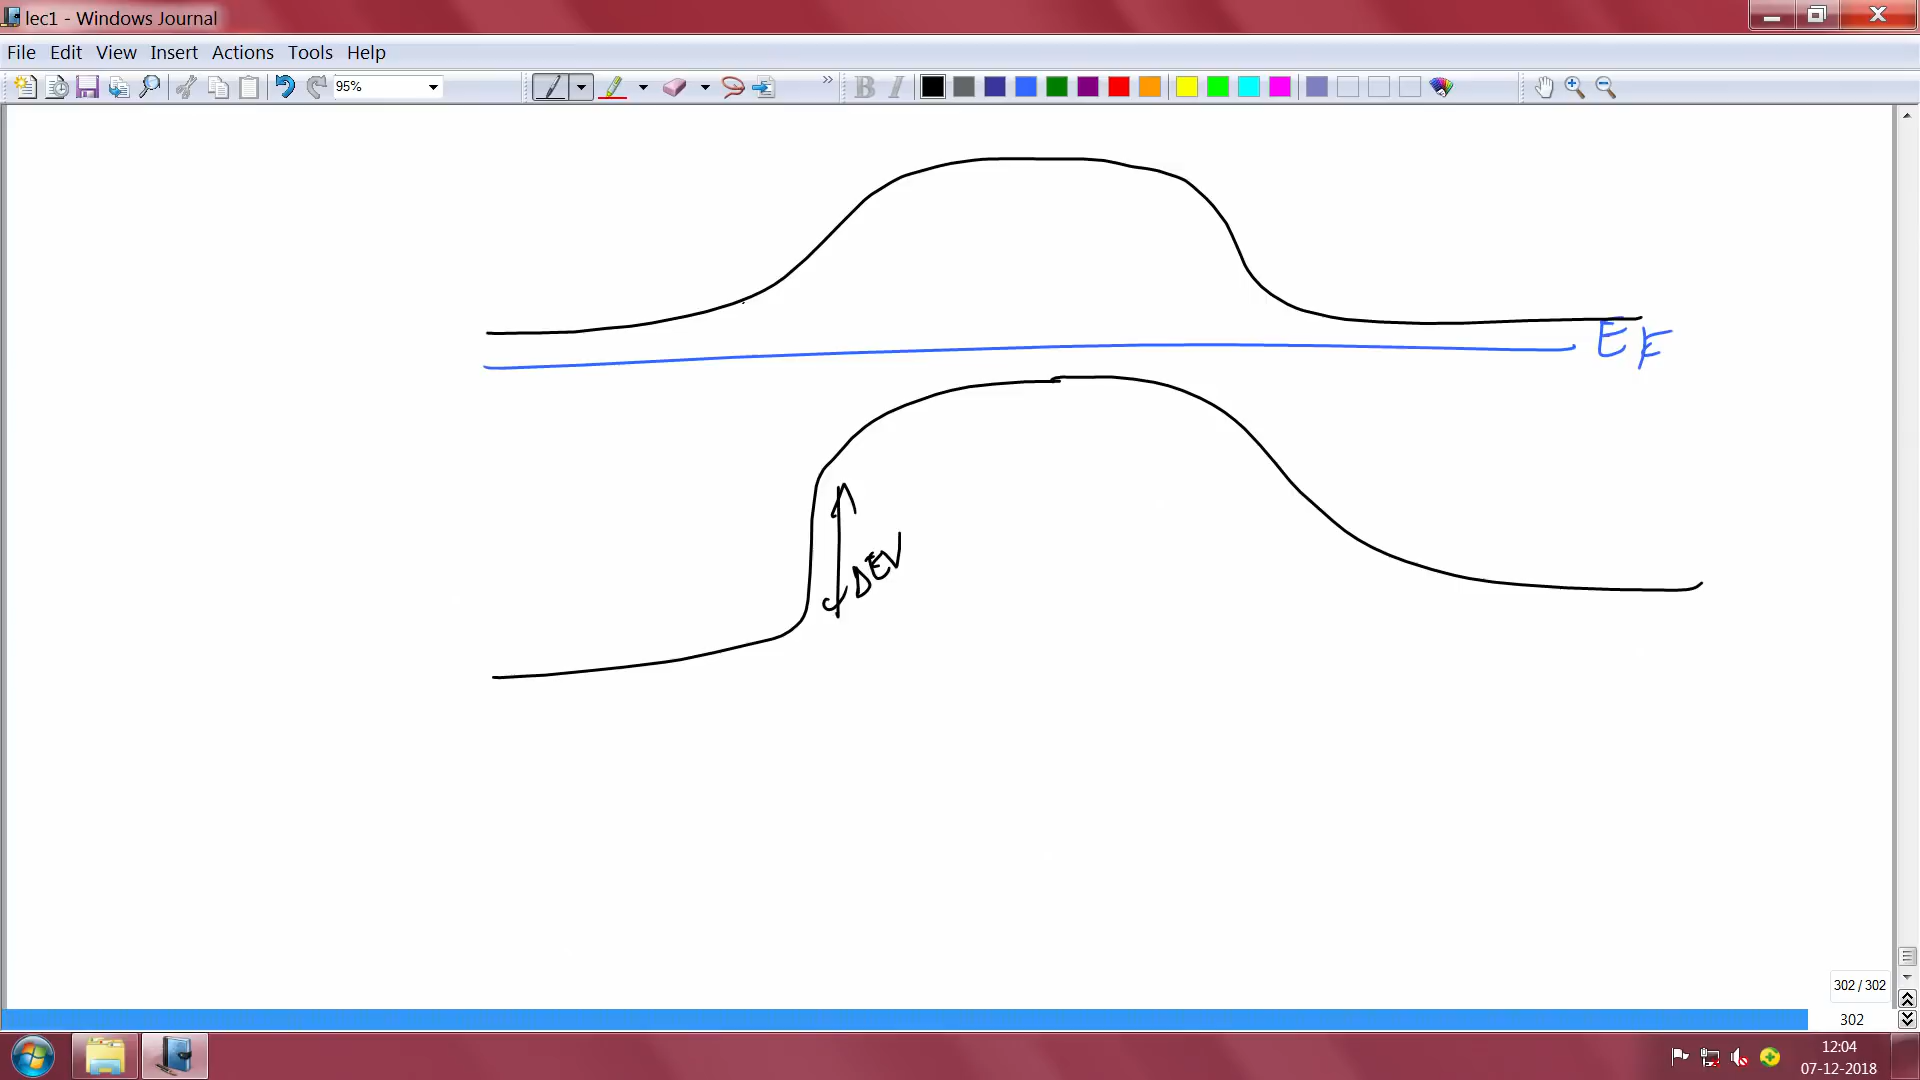 lec1 - Windows Journal
File Edit View Insert Actions Tools Help
95% B I
E F
ΔEV
302 / 302
302
12:04
07-12-2018